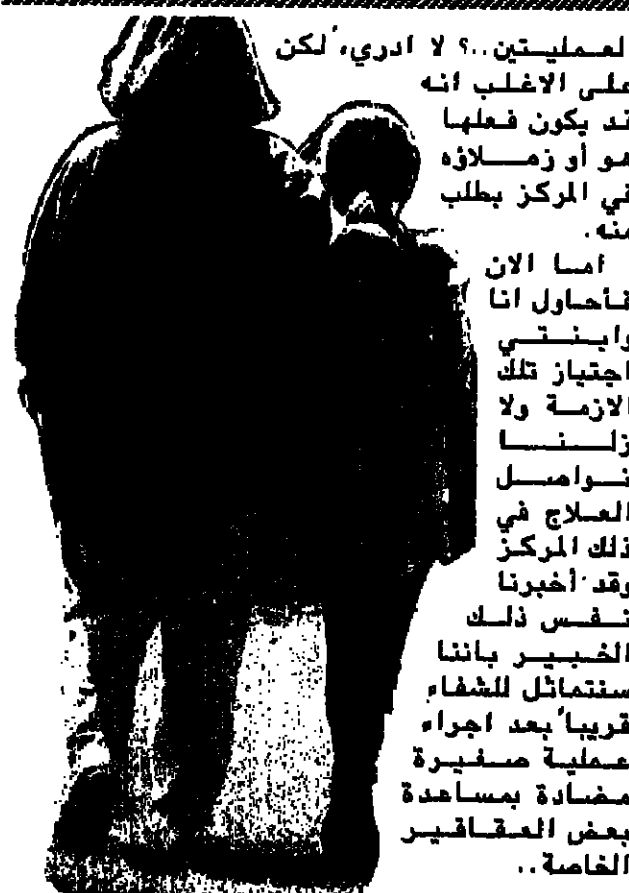 لعمليتين..؟ لا ادري، لكن
على الاغلب انه
قد يكون فعلها
هو أو زملاؤه
في المركز بطلب
منه.
اما الان
فأحاول انا
وابنتي
اجتياز تلك
الازمة ولا
زلنا
نواصل
العلاج في
ذلك المركز
وقد أخبرنا
نفس ذلك
الخبير باننا
سنتماثل للشفاء
قريبا بعد اجراء
عملية صغيرة
مضادة بمساعدة
بعض العقاقير
الخاصة..